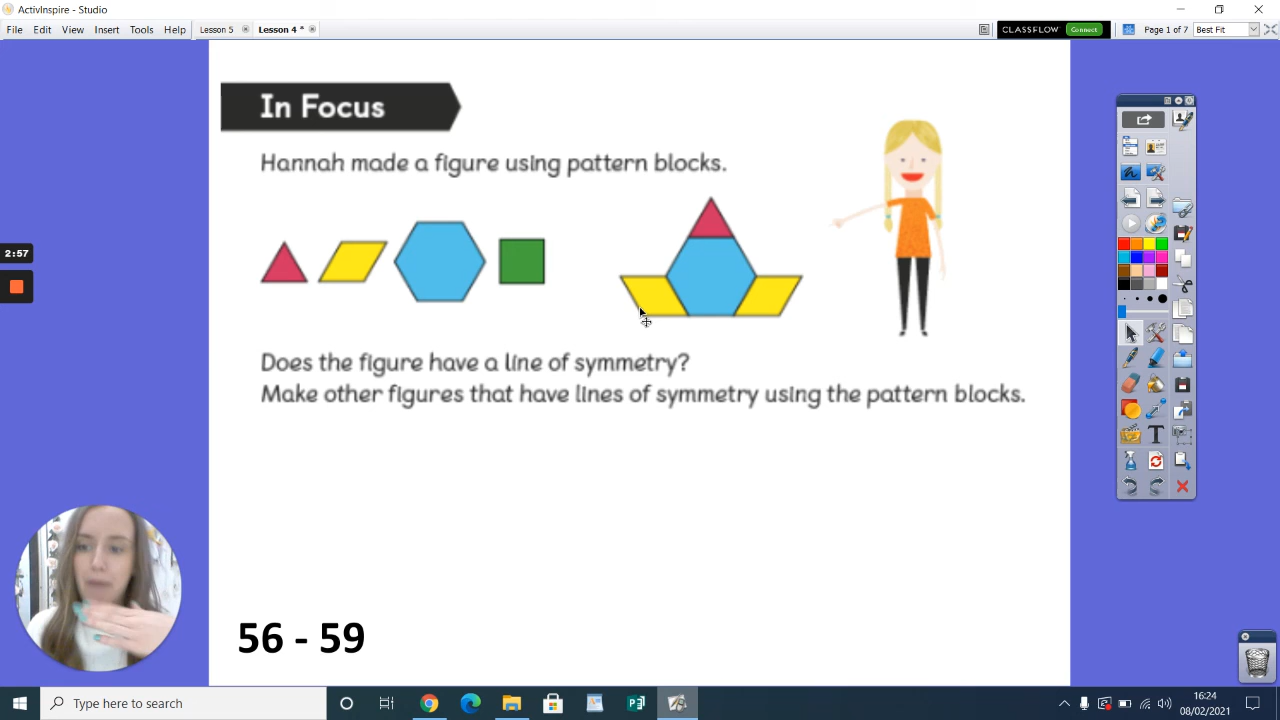 ActivInspire - Studio
File Edit View Insert Tools Help Lesson 5 Lesson 4 * CLASSFLOW Connect Page 1 of 7 Best Fit
In Focus
Hannah made a figure using pattern blocks.
2:57
Does the figure have a line of symmetry?
Make other figures that have lines of symmetry using the pattern blocks.
56 - 59
Type here to search
16:24
08/02/2021